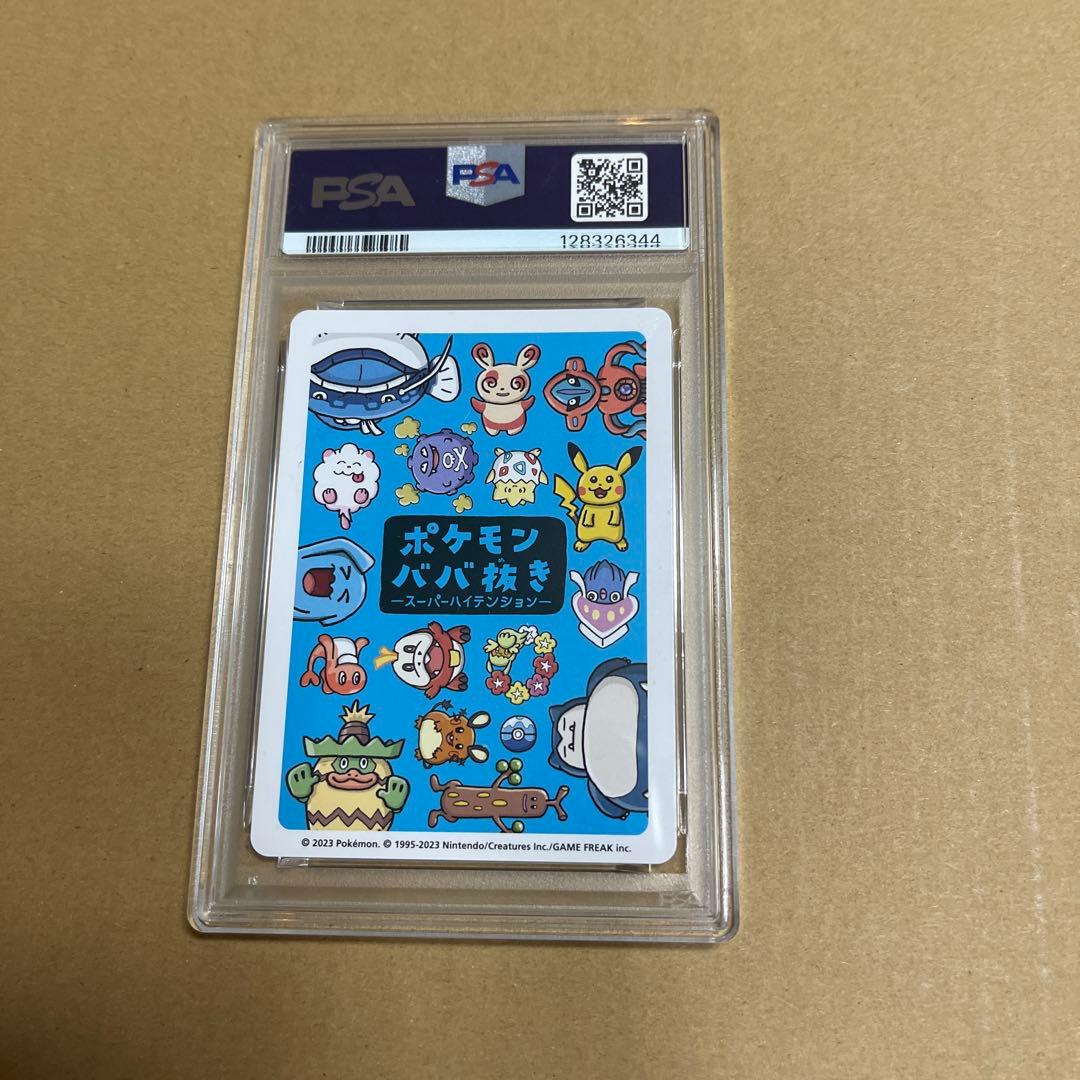 PSA
PSA
128326344
ポケモン
ババ抜き
ースーパーハイテンションー
© 2023 Pokémon. © 1995-2023 Nintendo/Creatures Inc./GAME FREAK inc.